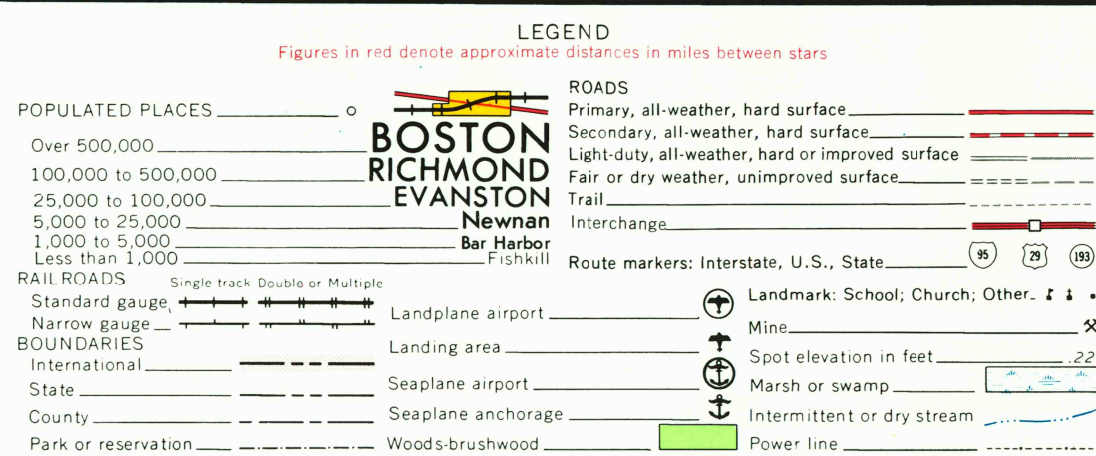 LEGEND
Figures in red denote approximate distances in miles between stars
POPULATED PLACES
Over 500,000 BOSTON
100,000 to 500,000 RICHMOND
25,000 to 100,000 EVANSTON
5,000 to 25,000 Newnan
1,000 to 5,000 Bar Harbor
Less than 1,000 Fishkill
RAILROADS Single track Double or Multiple
Standard gauge
Narrow gauge
BOUNDARIES
International
State
County
Park or reservation
Landplane airport
Landing area
Seaplane airport
Seaplane anchorage
Woods-brushwood
ROADS
Primary, all-weather, hard surface
Secondary, all-weather, hard surface
Light-duty, all-weather, hard or improved surface
Fair or dry weather, unimproved surface
Trail
Interchange
Route markers: Interstate, U.S., State 95 29 193
Landmark: School; Church; Other
Mine
Spot elevation in feet .22
Marsh or swamp
Intermittent or dry stream
Power line